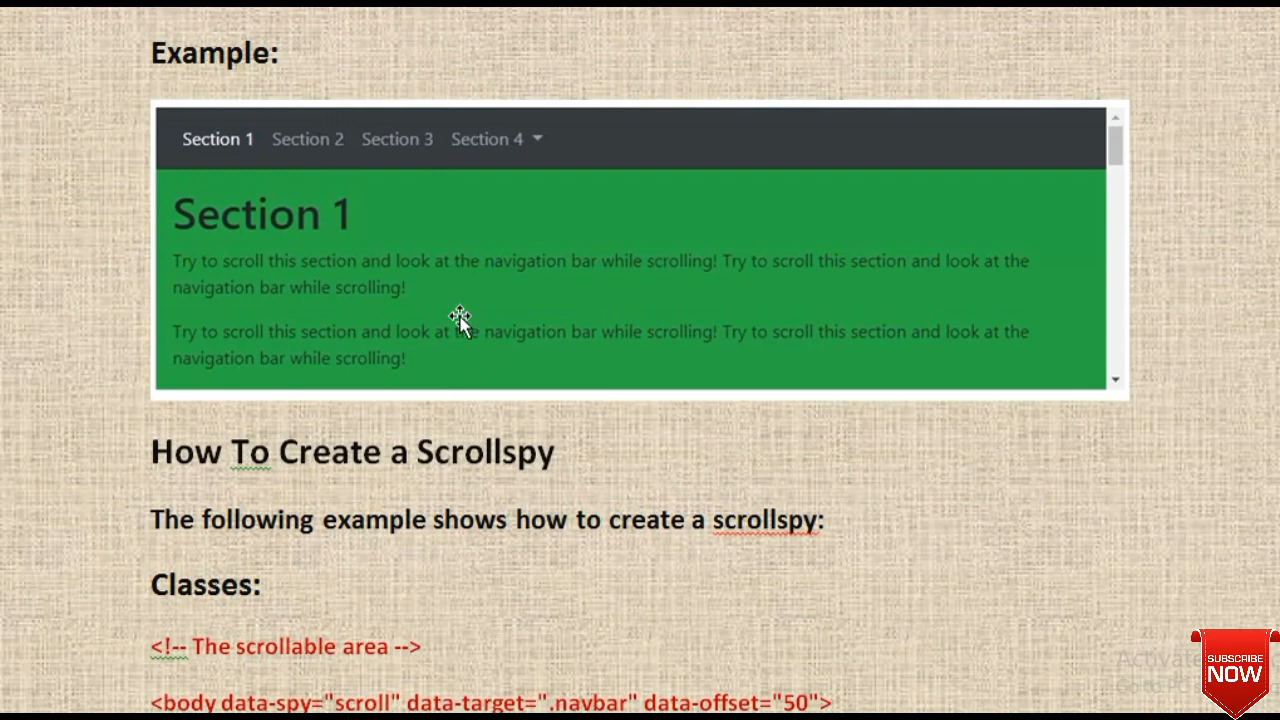 Example:
Section 1 Section 2 Section 3 Section 4
Section 1
Try to scroll this section and look at the navigation bar while scrolling! Try to scroll this section and look at the
navigation bar while scrolling!
Try to scroll this section and look at the navigation bar while scrolling! Try to scroll this section and look at the
navigation bar while scrolling!
How To Create a Scrollspy
The following example shows how to create a scrollspy:
Classes:
<!-- The scrollable area -->
<body data-spy="scroll" data-target=".navbar" data-offset="50">
Activate
SUBSCRIBE
NOW